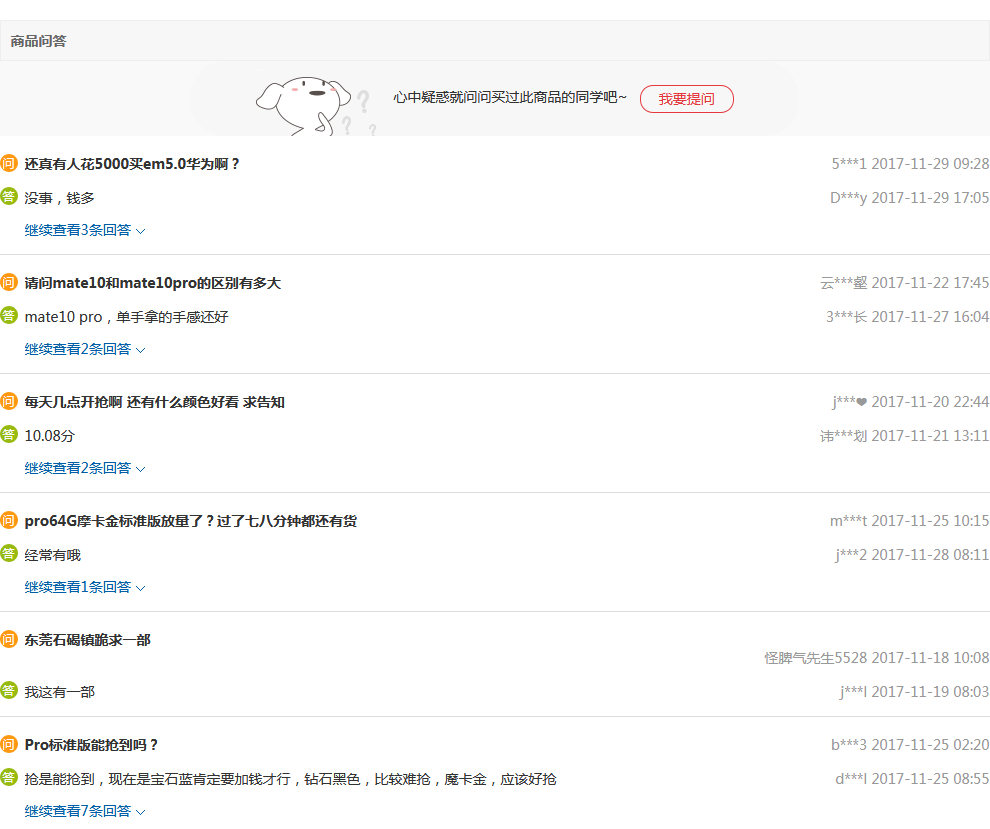 商品问答
心中疑惑就问问买过此商品的同学吧~ 我要提问
问 还真有人花5000买em5.0华为啊？ 5***1 2017-11-29 09:28
答 没事，钱多 D***y 2017-11-29 17:05
继续查看3条回答
问 请问mate10和mate10pro的区别有多大 云***壑 2017-11-22 17:45
答 mate10 pro，单手拿的手感还好 3***长 2017-11-27 16:04
继续查看2条回答
问 每天几点开抢啊 还有什么颜色好看 求告知 j***❤ 2017-11-20 22:44
答 10.08分 讳***划 2017-11-21 13:11
继续查看2条回答
问 pro64G摩卡金标准版放量了？过了七八分钟都还有货 m***t 2017-11-25 10:15
答 经常有哦 j***2 2017-11-28 08:11
继续查看1条回答
问 东莞石碣镇跪求一部
怪脾气先生5528 2017-11-18 10:08
答 我这有一部 j***l 2017-11-19 08:03
问 Pro标准版能抢到吗？ b***3 2017-11-25 02:20
答 抢是能抢到，现在是宝石蓝肯定要加钱才行，钻石黑色，比较难抢，魔卡金，应该好抢 d***l 2017-11-25 08:55
继续查看7条回答